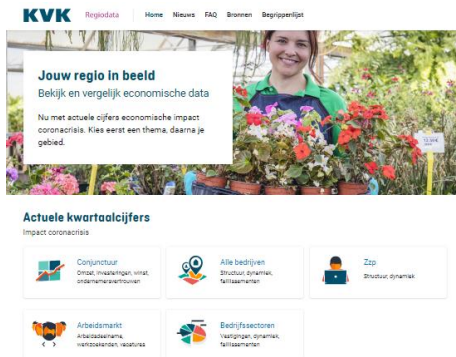 KVK Regiodata Home Nieuws FAQ Bronnen Begrippenlijst
Jouw regio in beeld
Bekijk en vergelijk economische data
Nu met actuele cijfers economische impact
coronacrisis. Kies eerst een thema, daarna je
gebied.
Actuele kwartaalcijfers
Impact coronacrisis
Conjunctuur
Omzet, investeringen, winst,
ondernemersvertrouwen
Alle bedrijven
Structuur, dynamiek,
faillissementen
Zzp
Structuur, dynamiek
Arbeidsmarkt
Arbeidsdeelname,
werkzoekenden, vacatures
Bedrijfssectoren
Vestigingen, dynamiek,
faillissementen